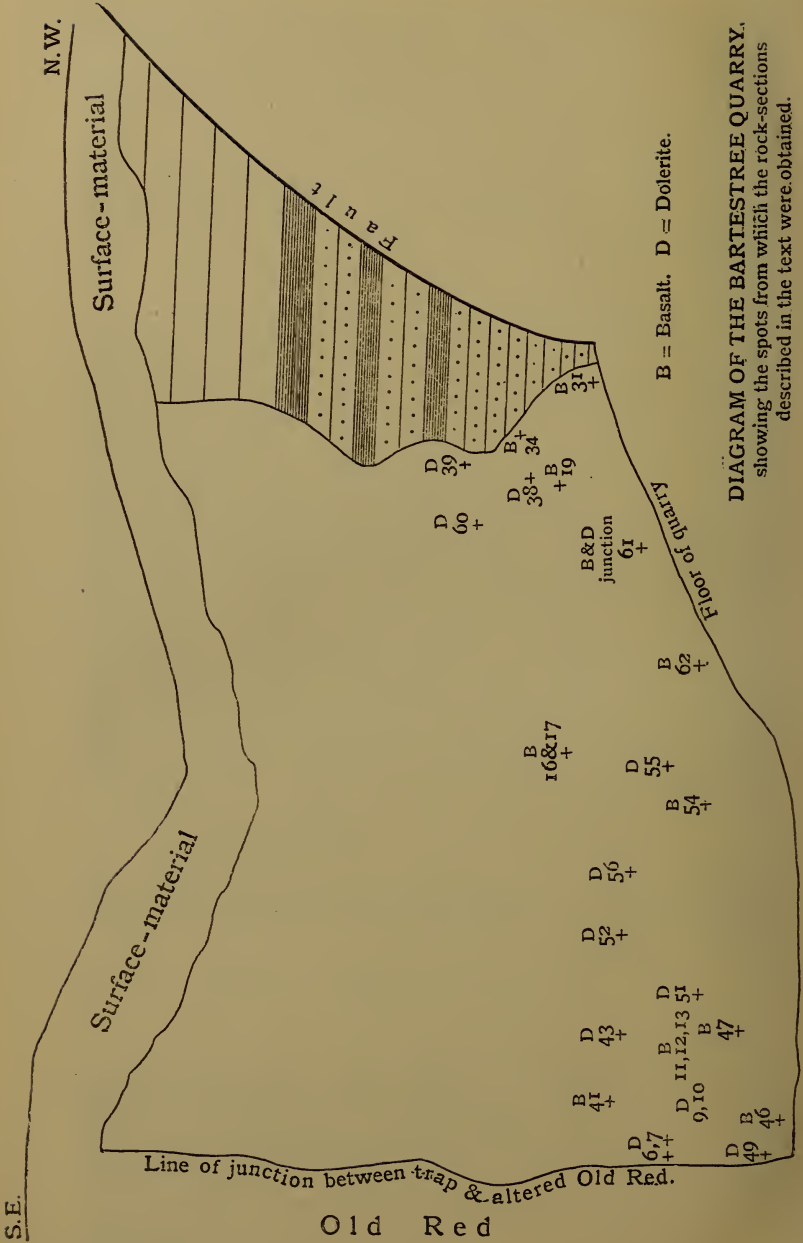 S.E.
N.W.
Surface-material
Surface-material
Fault
D
39
+
B +
34
B
31
+
D
38+
B
+19
D
60
+
B&D
junction
61
+
Floor of quarry
B
62
+
B
16&17
+
D
55
+
B
54
+
D
56
+
D
52
+
D
51
+
D
43
+
B
11,12,13
B
47
+
B
41
+
D
9,10
D
6,7
++
B
46
+
D
49
+
Line of junction between trap & altered Old Red.
Old Red
B = Basalt. D = Dolerite.
DIAGRAM OF THE BARTESTREE QUARRY,
showing the spots from which the rock-sections
described in the text were obtained.